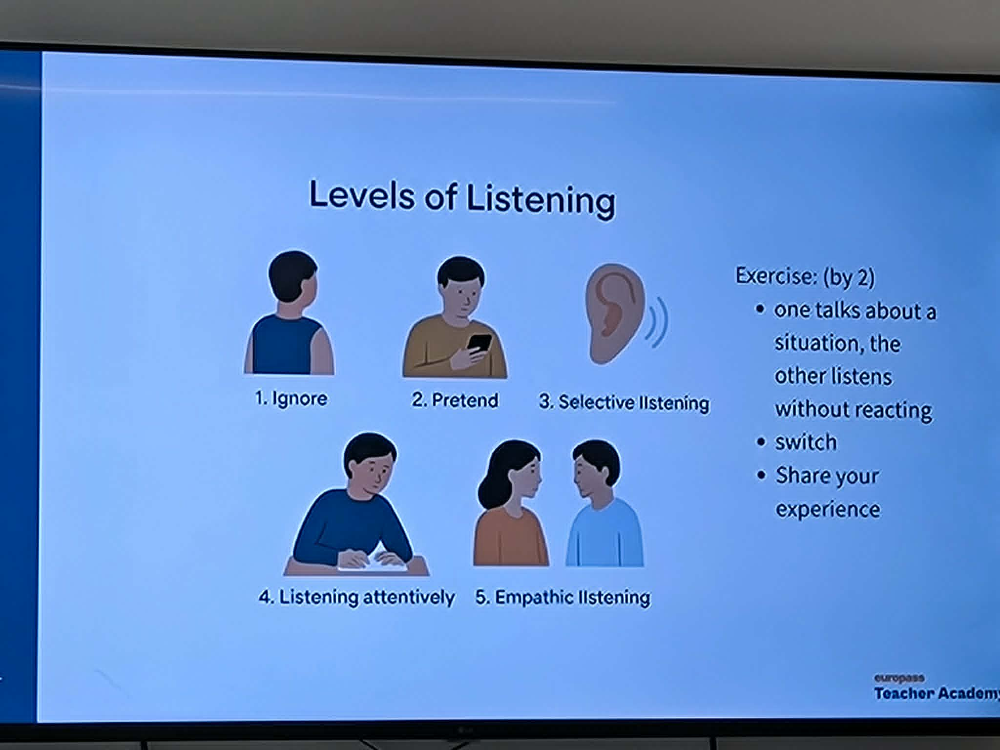 Levels of Listening
1. Ignore
2. Pretend
3. Selective lIstening
4. Listening attentively
5. Empathic lIstening
Exercise: (by 2)
• one talks about a
situation, the
other listens
without reacting
• switch
• Share your
experience
europass
Teacher Academy
LG